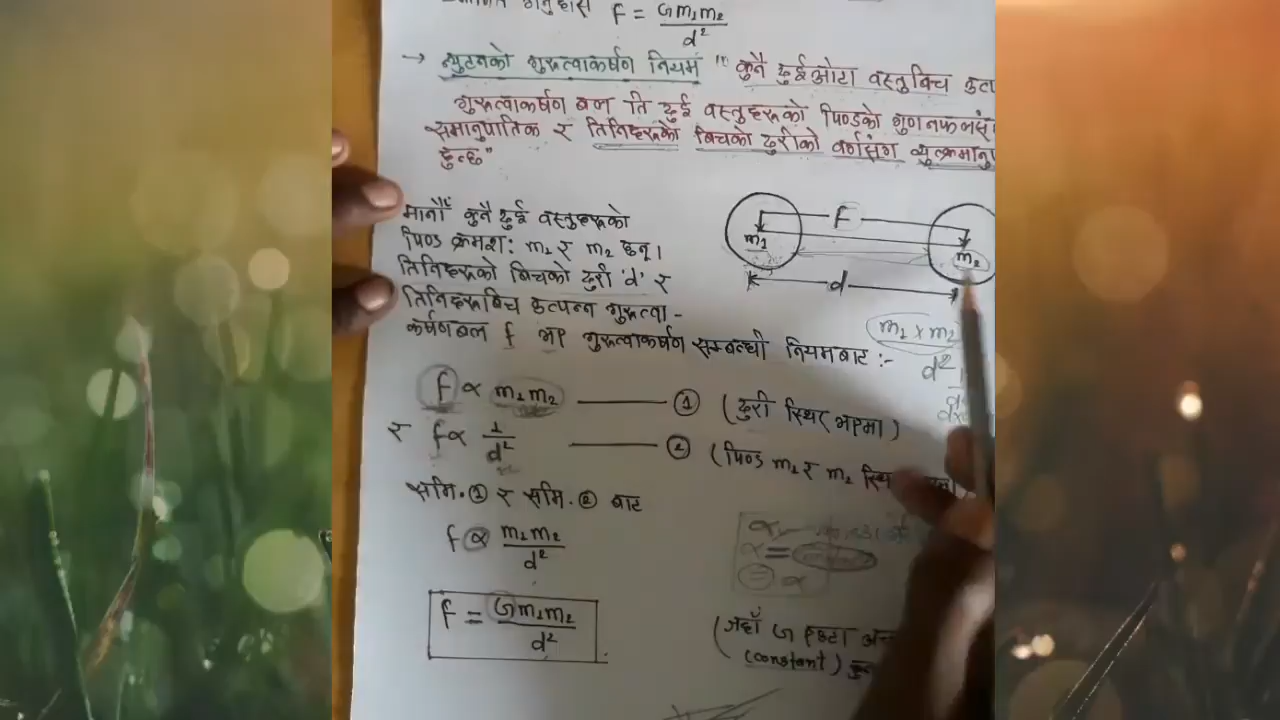 F = Gm₁m₂
d²
→ न्युटनको गुरुत्वाकर्षण नियमः "कुनै दुईओटा वस्तुबिच
गुरुत्वाकर्षण बल ति दुई वस्तुहरूको पिण्डको गुणनफलसं
समानुपातिक र तिनिहरूको बिचको दुरीको वर्गसंग व्युत्क्रमानु
हुन्छ"
मानौँ कुनै दुई वस्तुहरूको
पिण्ड क्रमशः m₁ र m₂ छन्।
तिनिहरूको बिचको दुरी 'd' र
तिनिहरूबिच उत्पन्न गुरुत्वा-
कर्षणबल f भए गुरुत्वाकर्षण सम्बन्धी नियमबाट :-
F
m₁
m₂
d
m₁ × m₂
d²
f ∝ m₁m₂ ——— ① (दुरी स्थिर भएमा)
र f ∝ 1/d² ——— ② (पिण्ड m₁ र m₂
समि.① र समि.② बाट
f ∝ m₁m₂
d²
∝
∝ =
= ∝
f = Gm₁m₂
d²
(जहाँ G एउटा
(constant)